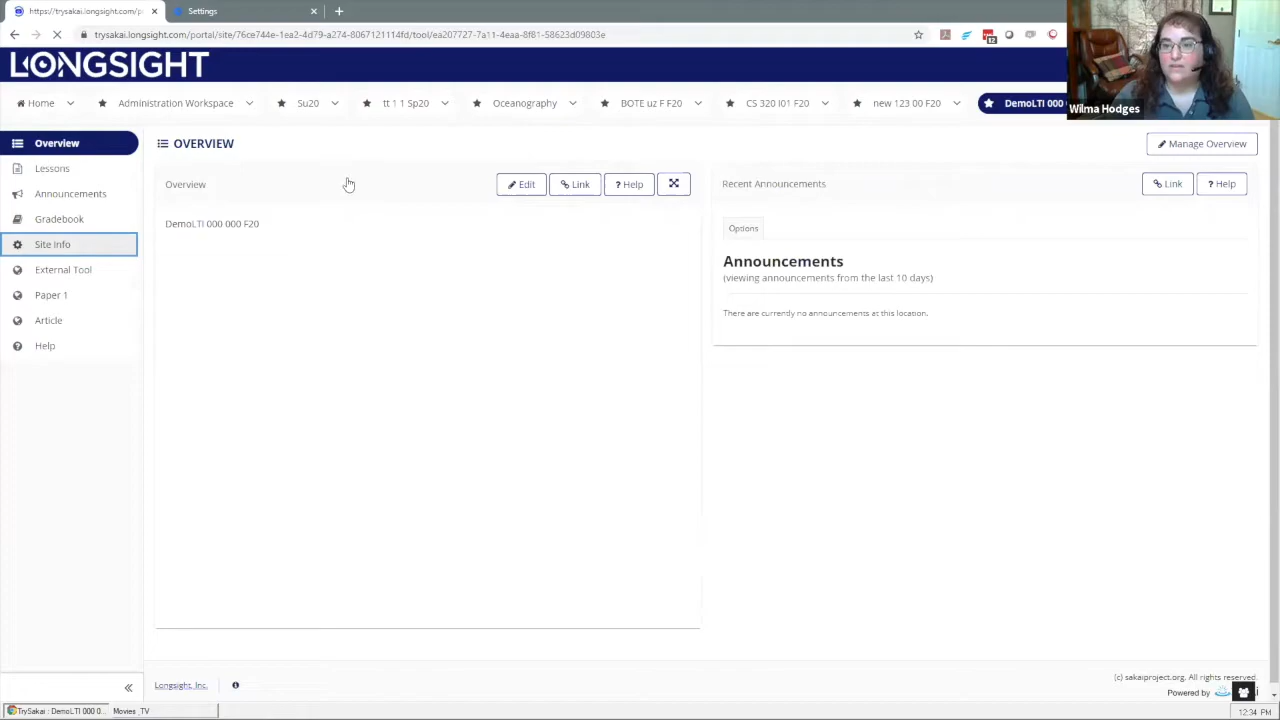 https://trysakai.longsight.com/p
Settings
trysakai.longsight.com/portal/site/76ce744e-1bb2-4d79-a274-8067121114fd/tool/ea207727-7a11-4eaa-8f81-58623d09803e
12
LONGSIGHT
Home
Administration Workspace
Su20
tt 1 1 Sp20
Oceanography
BOTE uz F F20
CS 320 I01 F20
new 123 00 F20
DemoLTI 000
Wilma Hodges
Overview
Lessons
Announcements
Gradebook
Site Info
External Tool
Paper 1
Article
Help
OVERVIEW
Manage Overview
Overview
Edit
Link
? Help
DemoLTI 000 000 F20
Recent Announcements
Link
? Help
Options
Announcements
(viewing announcements from the last 10 days)
There are currently no announcements at this location.
Longsight, Inc.
(c) sakaiproject.org. All rights reserved.
Powered by
TrySakai : DemoLTI 000 0...
Movies _TV
12:34 PM